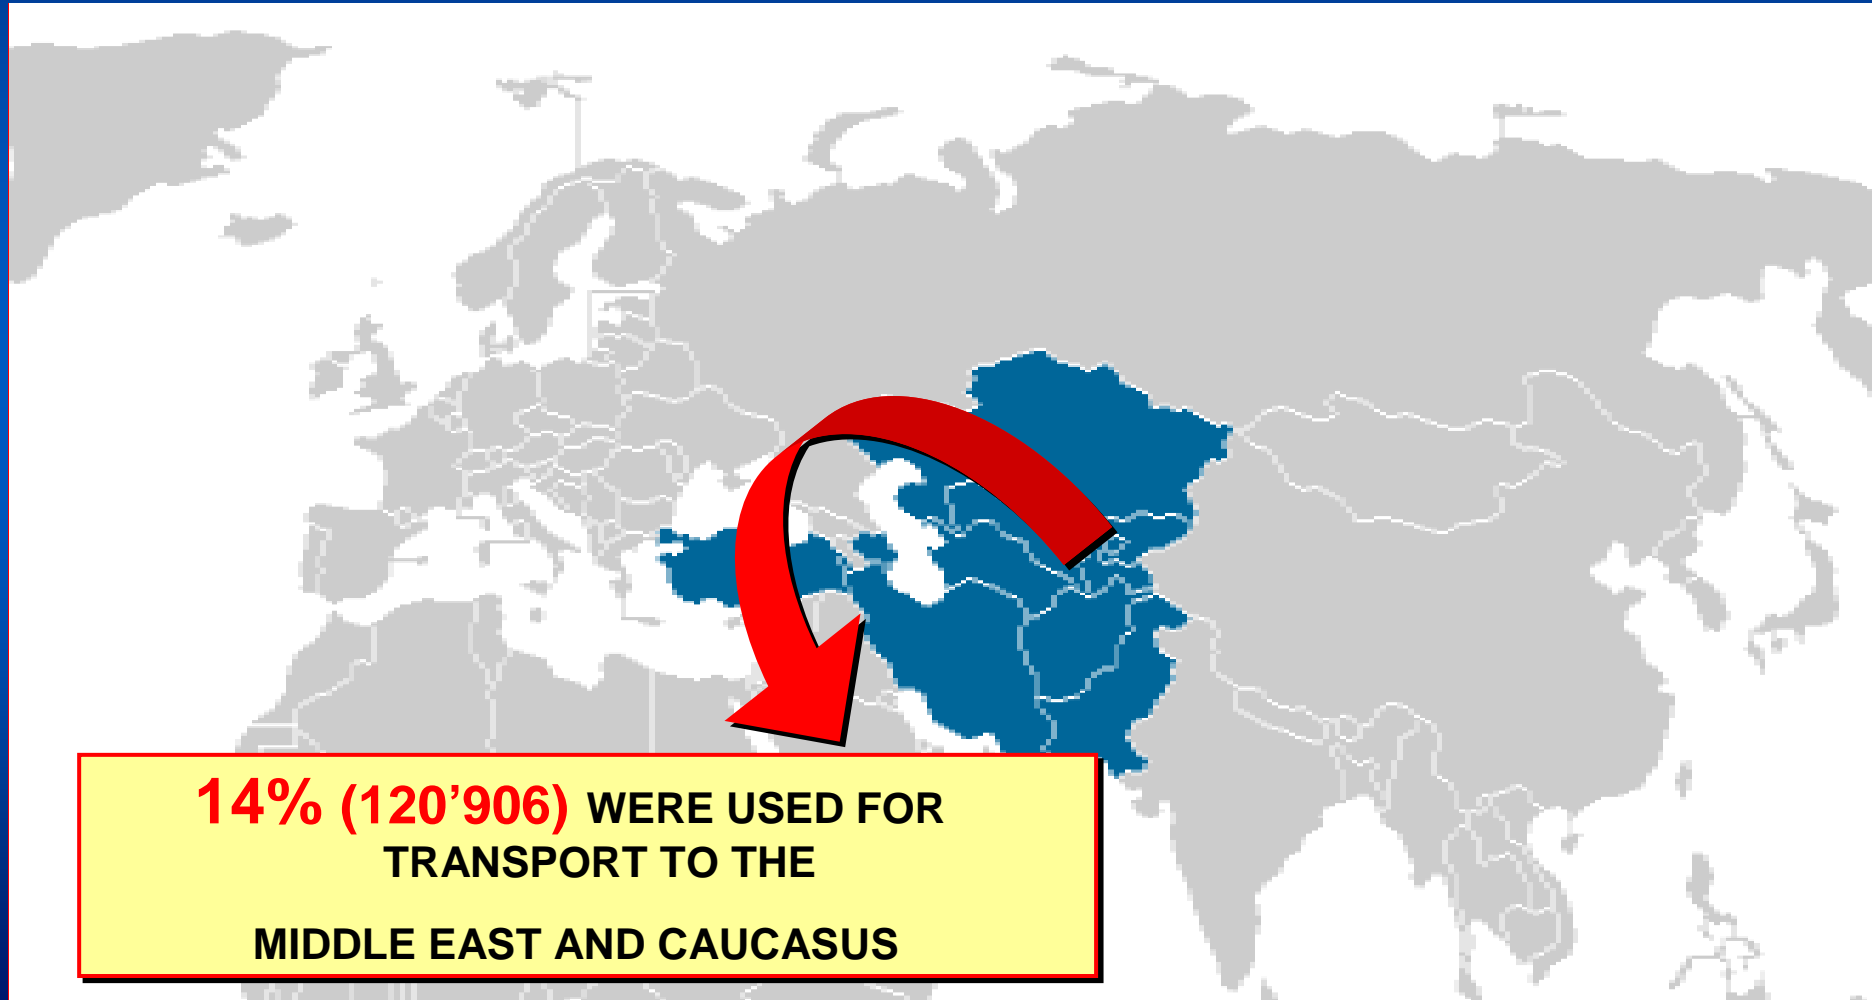 14% (120’906) WERE USED FOR
TRANSPORT TO THE
MIDDLE EAST AND CAUCASUS